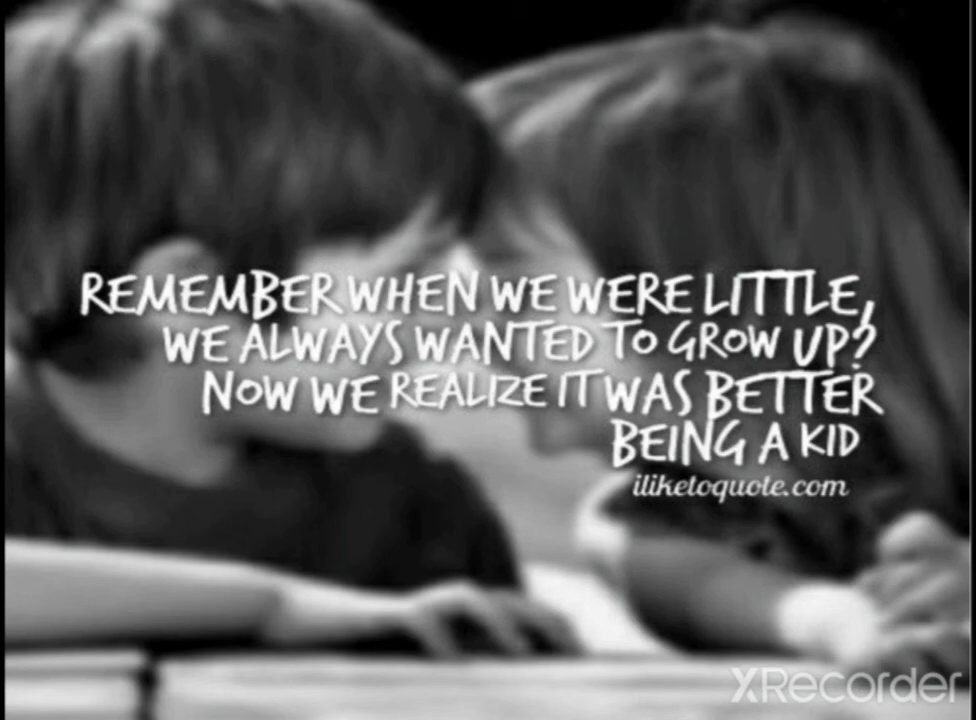 REMEMBER WHEN WE WERE LITTLE,
WE ALWAYS WANTED TO GROW UP?
NOW WE REALIZE IT WAS BETTER
BEING A KID
iliketoquote.com
XRecorder